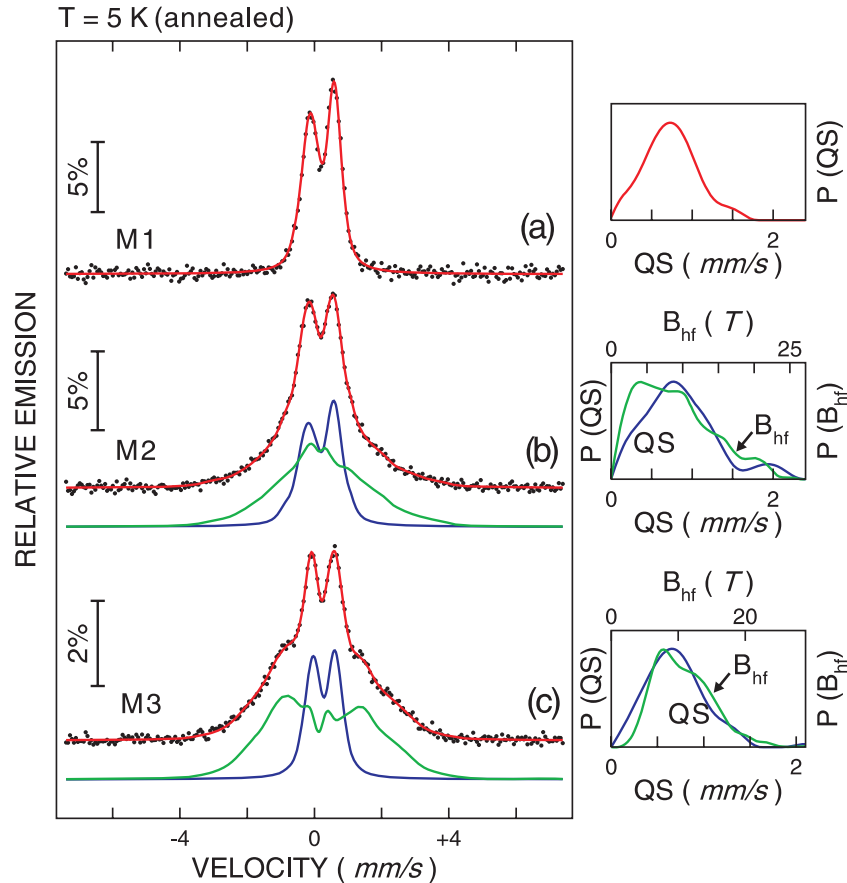 T = 5 K (annealed)
RELATIVE EMISSION
5%
M1
(a)
5%
M2
(b)
2%
M3
(c)
-4 0 +4
VELOCITY ( mm/s )
P (QS)
0 2
QS ( mm/s )
B_hf ( T )
0 25
P (QS)
QS
B_hf
P (B_hf)
0 2
QS ( mm/s )
B_hf ( T )
0 20
P (QS)
QS
B_hf
P (B_hf)
0 2
QS ( mm/s )